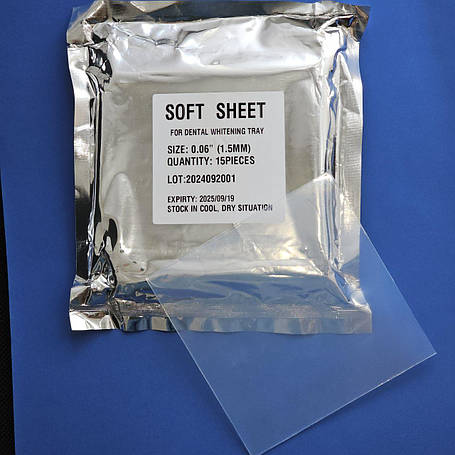 SOFT SHEET
FOR DENTAL WHITENING TRAY
SIZE: 0.06" (1.5MM)
QUANTITY: 15PIECES
LOT:2024092001
EXPIRTY: 2025/09/19
STOCK IN COOL, DRY SITUATION